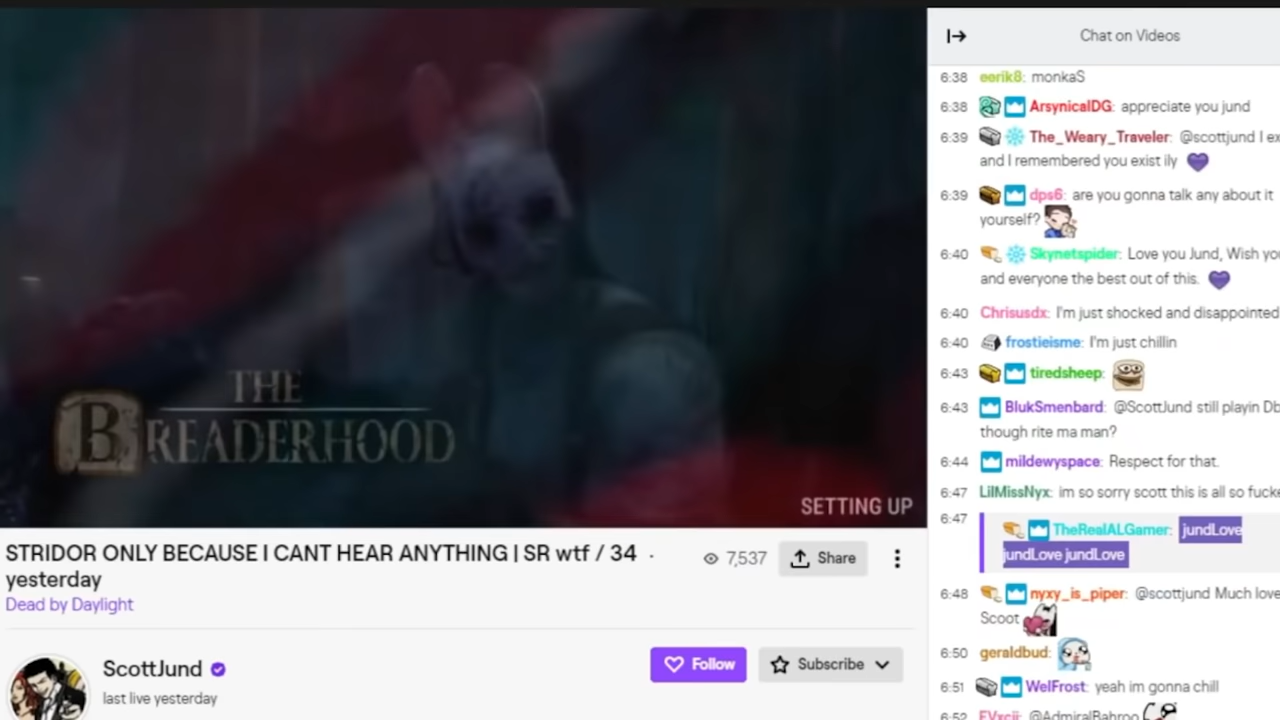 THE
BREADERHOOD
SETTING UP
STRIDOR ONLY BECAUSE I CANT HEAR ANYTHING | SR wtf / 34 ·
yesterday
Dead by Daylight
7,537
Share
ScottJund
last live yesterday
Follow
Subscribe
Chat on Videos
6:38 eerik8: monkaS
6:38 ArsynicalDG: appreciate you jund
6:39 The_Weary_Traveler: @scottjund I ex
and I remembered you exist ily
6:39 dps6: are you gonna talk any about it
yourself?
6:40 Skynetspider: Love you Jund, Wish yo
and everyone the best out of this.
6:40 Chrisusdx: I'm just shocked and disappointed
6:40 frostieisme: I'm just chillin
6:43 tiredsheep:
6:43 BlukSmenbard: @ScottJund still playin Db
though rite ma man?
6:44 mildewyspace: Respect for that.
6:47 LilMissNyx: im so sorry scott this is all so fucke
6:47 TheRealALGamer: jundLove
jundLove jundLove
6:48 nyxy_is_piper: @scottjund Much love
Scoot
6:50 geraldbud:
6:51 WelFrost: yeah im gonna chill
6:52 @AdmiralBahroo